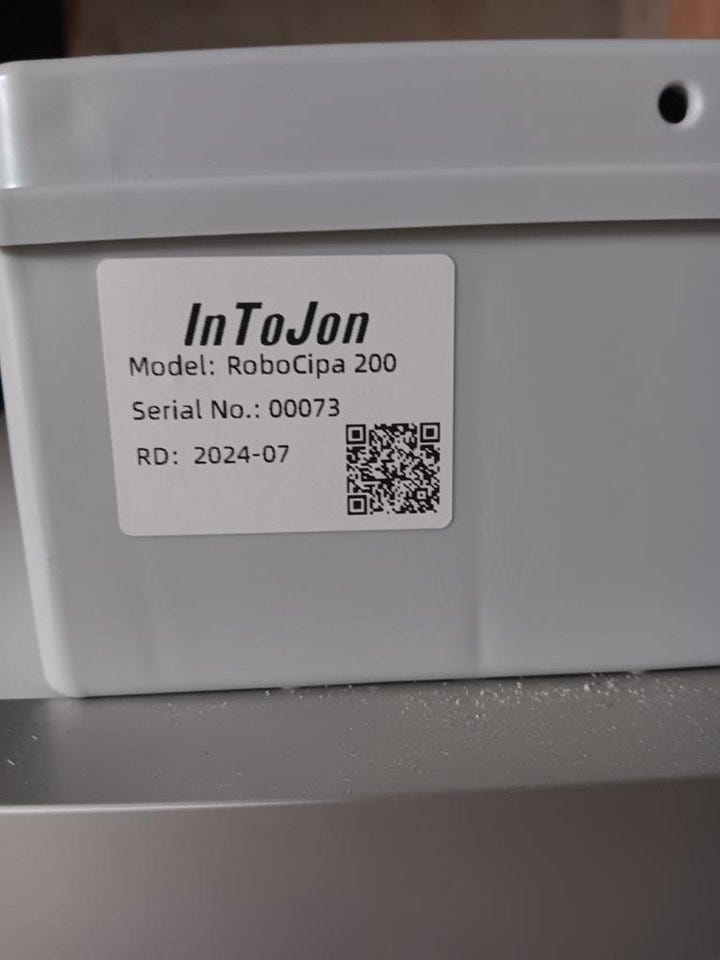 InToJon
Model: RoboCipa 200
Serial No.: 00073
RD: 2024-07